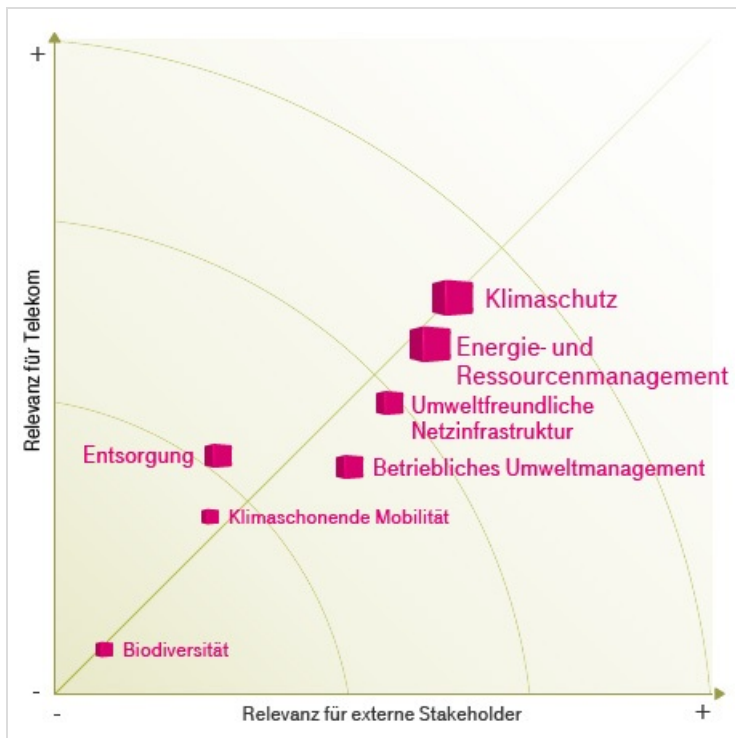 +
Relevanz für Telekom
Klimaschutz
Energie- und
Ressourcenmanagement
Umweltfreundliche
Netzinfrastruktur
Entsorgung
Betriebliches Umweltmanagement
Klimaschonende Mobilität
Biodiversität
-
-
Relevanz für externe Stakeholder
+